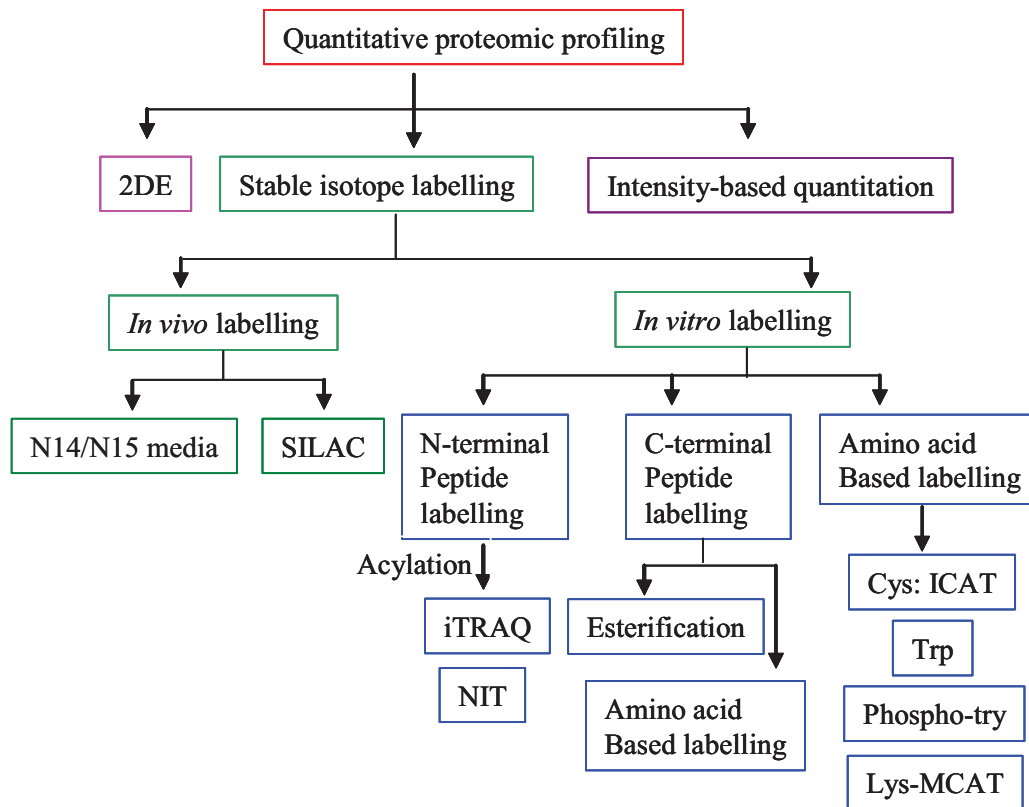 Quantitative proteomic profiling
2DE
Stable isotope labelling
Intensity-based quantitation
In vivo labelling
In vitro labelling
N14/N15 media
SILAC
N-terminal
Peptide
labelling
C-terminal
Peptide
labelling
Amino acid
Based labelling
Acylation
iTRAQ
NIT
Esterification
Amino acid
Based labelling
Cys: ICAT
Trp
Phospho-try
Lys-MCAT